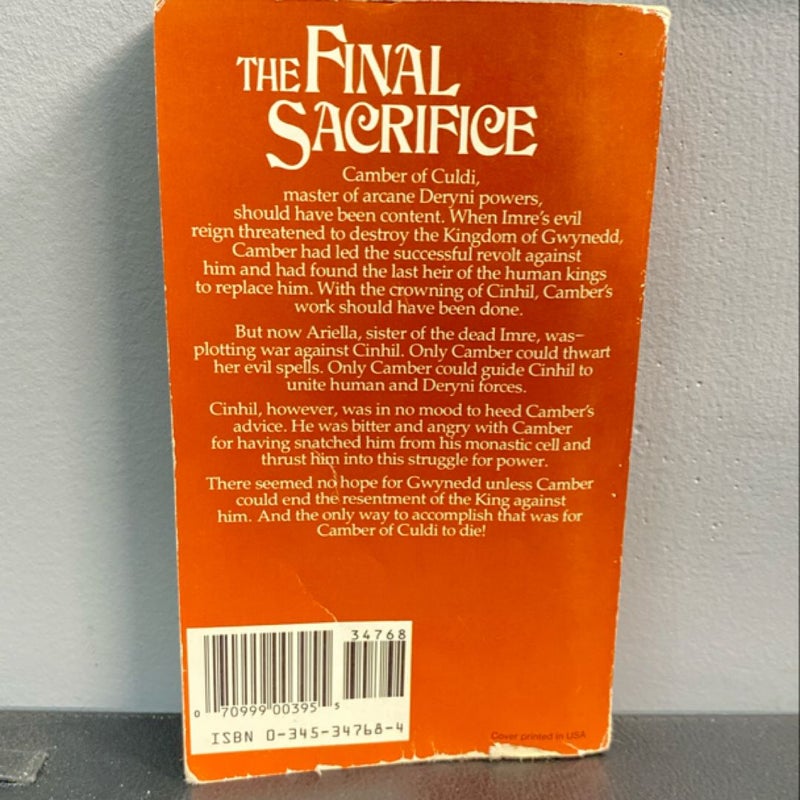 THE FINAL
SACRIFICE
Camber of Culdi,
master of arcane Deryni powers,
should have been content. When Imre's evil
reign threatened to destroy the Kingdom of Gwynedd,
Camber had led the successful revolt against
him and had found the last heir of the human kings
to replace him. With the crowning of Cinhil, Camber's
work should have been done.
But now Ariella, sister of the dead Imre, was–
plotting war against Cinhil. Only Camber could thwart
her evil spells. Only Camber could guide Cinhil to
unite human and Deryni forces.
Cinhil, however, was in no mood to heed Camber's
advice. He was bitter and angry with Camber
for having snatched him from his monastic cell and
thrust him into this struggle for power.
There seemed no hope for Gwynedd unless Camber
could end the resentment of the King against
him. And the only way to accomplish that was for
Camber of Culdi to die!
34768
0 70999 00395 5
ISBN 0-345-34768-4
Cover printed in USA